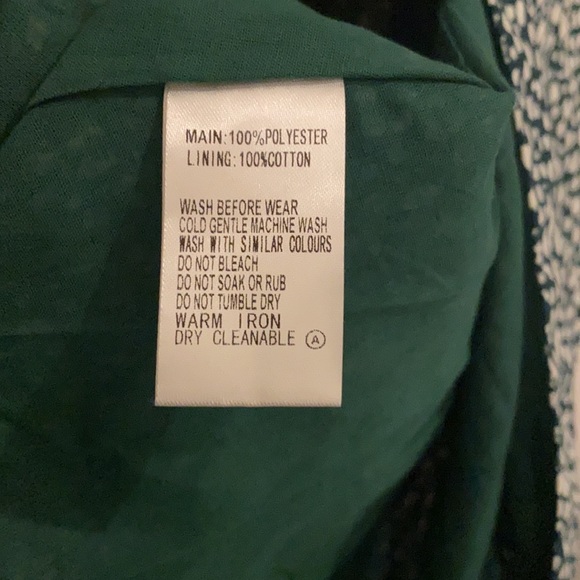 MAIN:100%POLYESTER
LINING:100%COTTON
WASH BEFORE WEAR
COLD GENTLE MACHINE WASH
WASH WITH SIMILAR COLOURS
DO NOT BLEACH
DO NOT SOAK OR RUB
DO NOT TUMBLE DRY
WARM IRON
DRY CLEANABLE Ⓐ